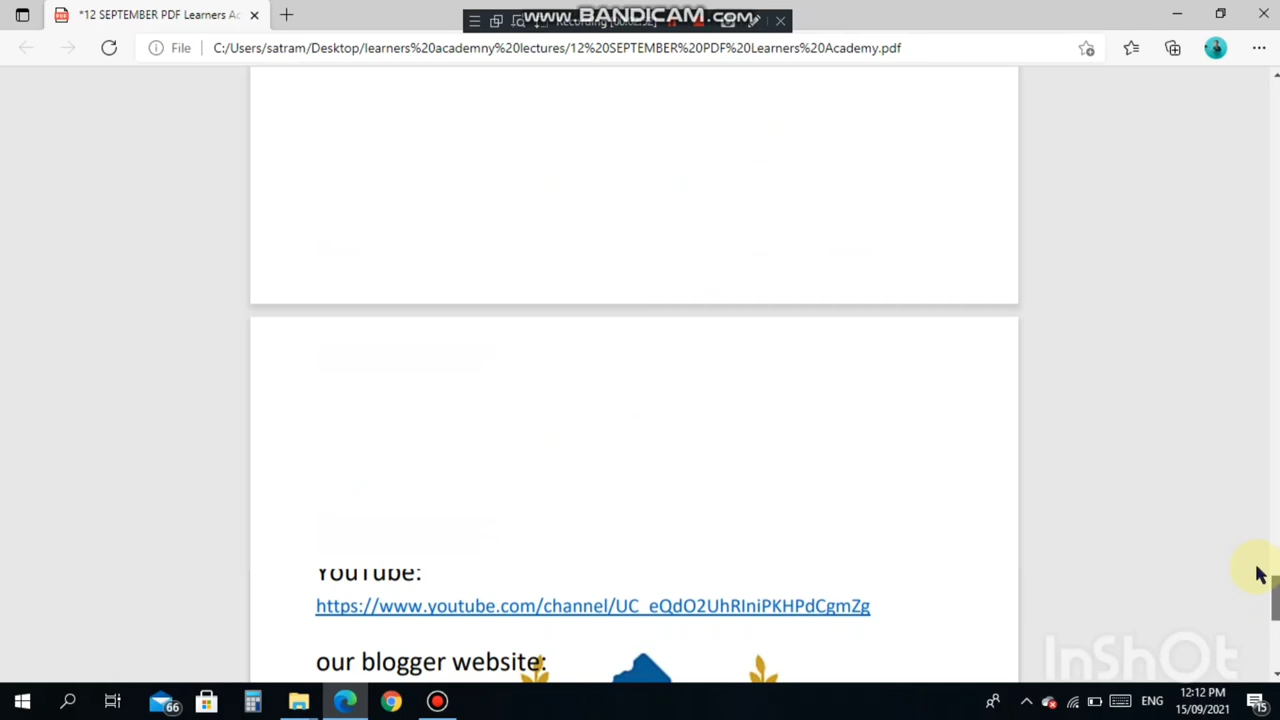 *12 SEPTEMBER PDF Learners Ac
www.BANDICAM.com
File
C:/Users/satram/Desktop/learners%20academny%20lectures/12%20SEPTEMBER%20PDF%20Learners%20Academy.pdf
YouTube:
https://www.youtube.com/channel/UC_eQdO2UhRIniPKHPdCgmZg
our blogger website:
InShOt
66
ENG
12:12 PM
15/09/2021
15